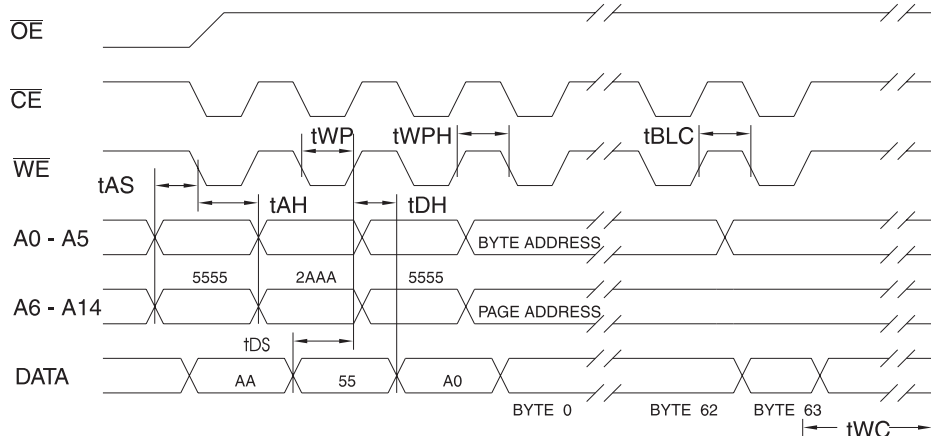 OE
CE
tWP tWPH tBLC
WE
tAS
tAH tDH
A0 - A5 BYTE ADDRESS
5555 2AAA 5555
A6 - A14 PAGE ADDRESS
tDS
DATA AA 55 A0
BYTE 0 BYTE 62 BYTE 63
tWC